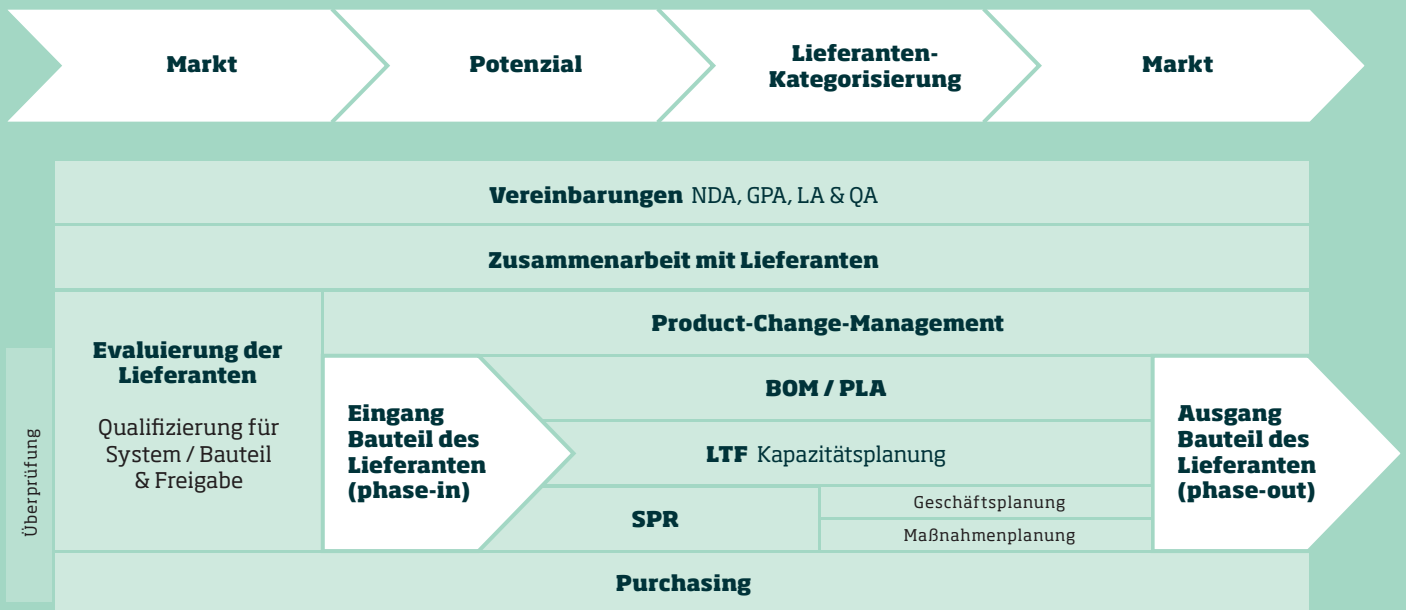 Markt
Potenzial
Lieferanten-
Kategorisierung
Markt
Vereinbarungen NDA, GPA, LA & QA
Zusammenarbeit mit Lieferanten
Product-Change-Management
Überprüfung
Evaluierung der
Lieferanten
Qualifizierung für
System / Bauteil
& Freigabe
Eingang
Bauteil des
Lieferanten
(phase-in)
BOM / PLA
LTF Kapazitätsplanung
SPR
Geschäftsplanung
Maßnahmenplanung
Ausgang
Bauteil des
Lieferanten
(phase-out)
Purchasing